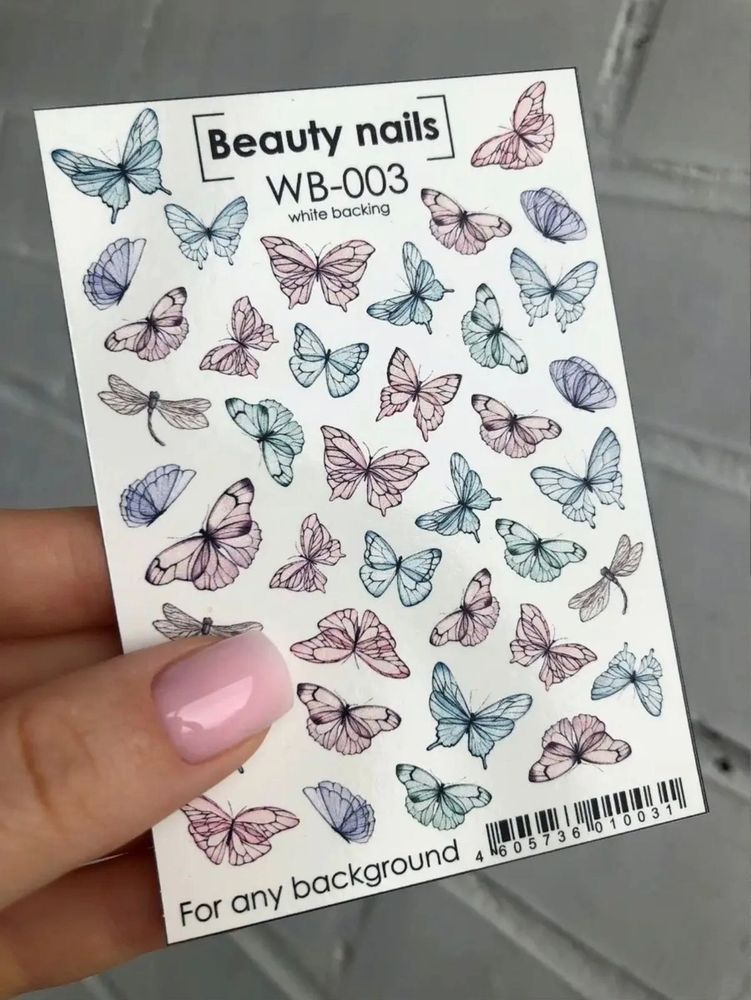 Beauty nails
WB-003
white backing
For any background
4 605736 010031